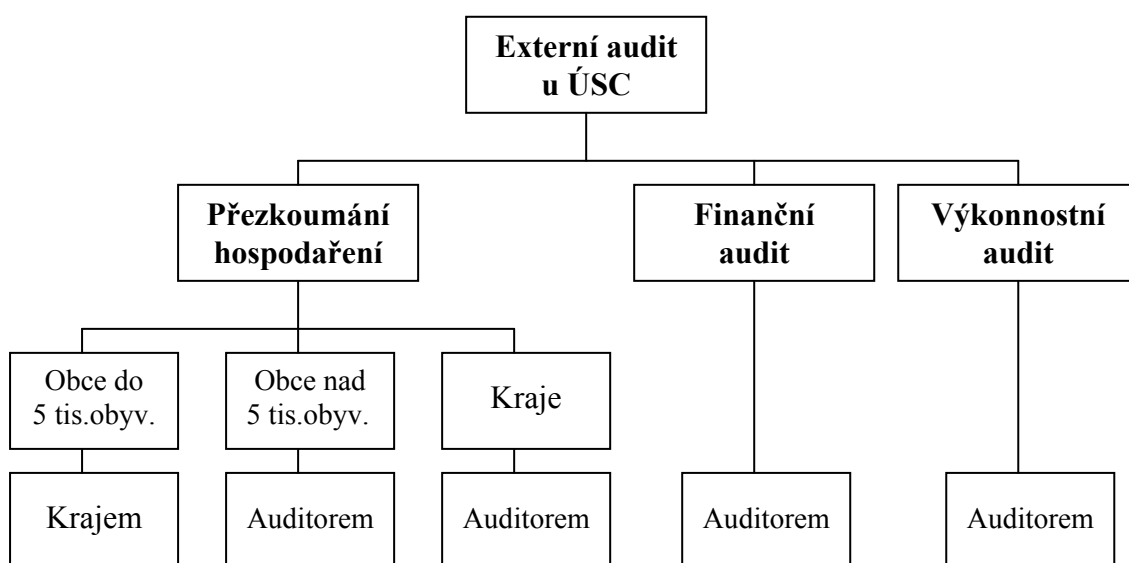 Externí audit
u ÚSC
Přezkoumání
hospodaření
Finanční
audit
Výkonnostní
audit
Obce do
5 tis.obyv.
Obce nad
5 tis.obyv.
Kraje
Krajem
Auditorem
Auditorem
Auditorem
Auditorem